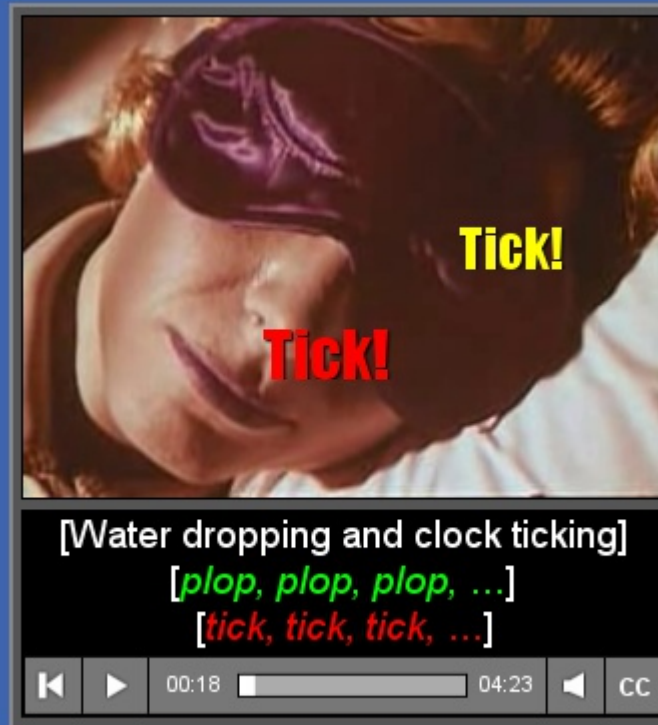 Tick!
Tick!
[Water dropping and clock ticking]
[plop, plop, plop, ...]
[tick, tick, tick, ...]
00:18 04:23 CC